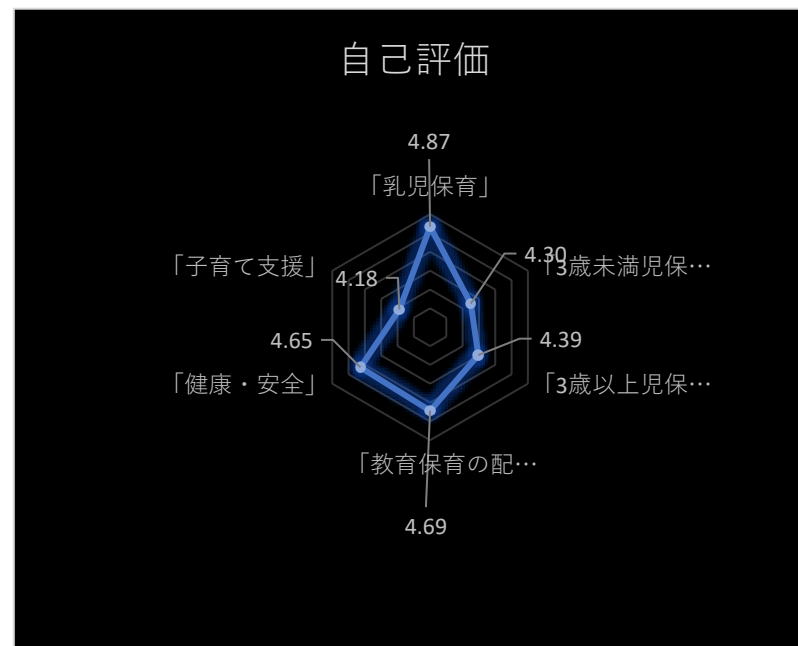 自己評価
4.87
「乳児保育」
4.30
「3歳未満児保…
4.39
「3歳以上児保…
「教育保育の配…
4.69
4.65
「健康・安全」
4.18
「子育て支援」